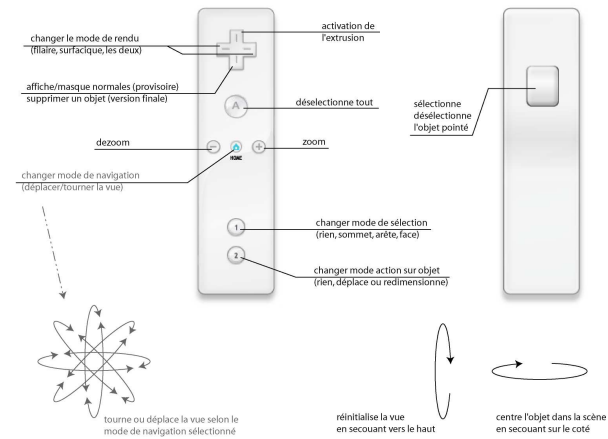 changer le mode de rendu
(filaire, surfacique, les deux)
activation de
l'extrusion
affiche/masque normales (provisoire)
supprimer un objet (version finale)
A
déselectionne tout
sélectionne
désélectionne
l'objet pointé
dezoom
zoom
HOME
changer mode de navigation
(déplacer/tourner la vue)
1
changer mode de sélection
(rien, sommet, arête, face)
2
changer mode action sur objet
(rien, déplace ou redimensionne)
tourne ou déplace la vue selon le
mode de navigation sélectionné
réinitialise la vue
en secouant vers le haut
centre l'objet dans la scène
en secouant sur le coté